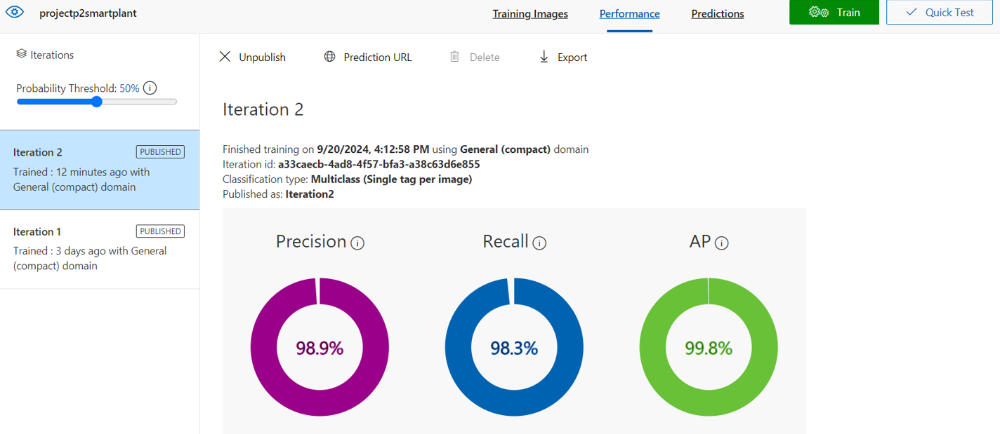 projectp2smartplant
Training Images
Performance
Predictions
Train
Quick Test
Iterations
Probability Threshold: 50%
Iteration 2
PUBLISHED
Trained : 12 minutes ago with
General (compact) domain
Iteration 1
PUBLISHED
Trained : 3 days ago with General
(compact) domain
Unpublish
Prediction URL
Delete
Export
Iteration 2
Finished training on 9/20/2024, 4:12:58 PM using General (compact) domain
Iteration id: a33caecb-4ad8-4f57-bfa3-a38c63d6e855
Classification type: Multiclass (Single tag per image)
Published as: Iteration2
Precision
Recall
AP
98.9%
98.3%
99.8%